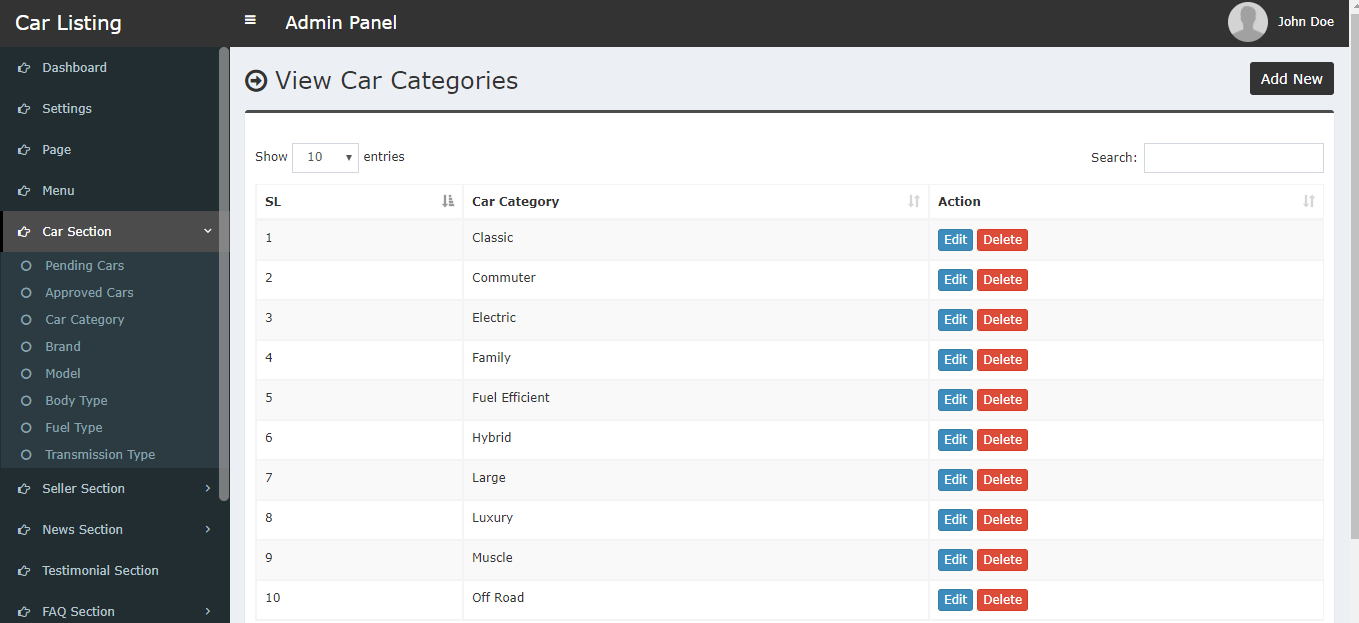 Car Listing
Admin Panel
John Doe
Dashboard
Settings
Page
Menu
Car Section
Pending Cars
Approved Cars
Car Category
Brand
Model
Body Type
Fuel Type
Transmission Type
Seller Section
News Section
Testimonial Section
FAQ Section
View Car Categories
Add New
Show 10 entries
Search:
SL Car Category Action
1 Classic Edit Delete
2 Commuter Edit Delete
3 Electric Edit Delete
4 Family Edit Delete
5 Fuel Efficient Edit Delete
6 Hybrid Edit Delete
7 Large Edit Delete
8 Luxury Edit Delete
9 Muscle Edit Delete
10 Off Road Edit Delete